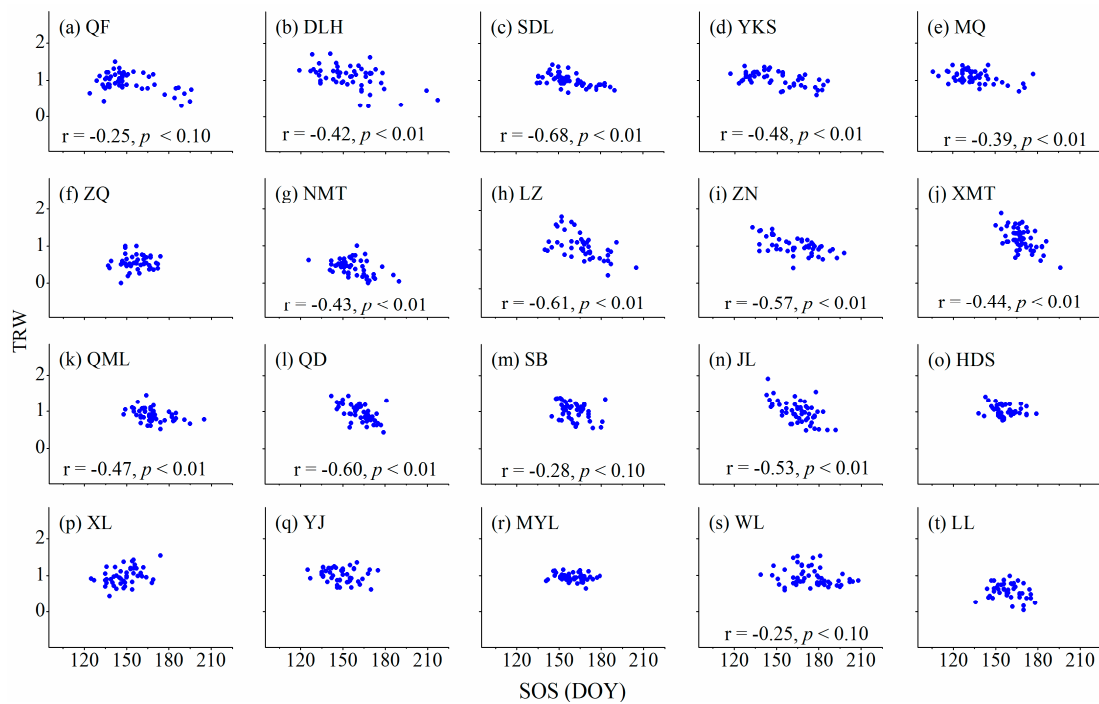 (a) QF
(b) DLH
(c) SDL
(d) YKS
(e) MQ
2
1
0
r = -0.25, p < 0.10
r = -0.42, p < 0.01
r = -0.68, p < 0.01
r = -0.48, p < 0.01
r = -0.39, p < 0.01
(f) ZQ
(g) NMT
(h) LZ
(i) ZN
(j) XMT
2
1
0
r = -0.43, p < 0.01
r = -0.61, p < 0.01
r = -0.57, p < 0.01
r = -0.44, p < 0.01
TRW
(k) QML
(l) QD
(m) SB
(n) JL
(o) HDS
2
1
0
r = -0.47, p < 0.01
r = -0.60, p < 0.01
r = -0.28, p < 0.10
r = -0.53, p < 0.01
(p) XL
(q) YJ
(r) MYL
(s) WL
(t) LL
2
1
0
r = -0.25, p < 0.10
120 150 180 210
120 150 180 210
120 150 180 210
120 150 180 210
120 150 180 210
SOS (DOY)